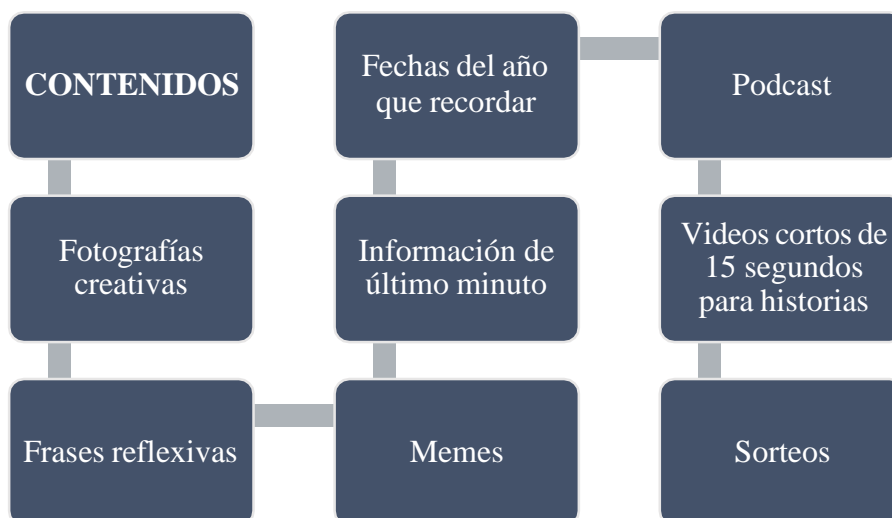 CONTENIDOS
Fotografías
creativas
Frases reflexivas
Memes
Información de
último minuto
Fechas del año
que recordar
Podcast
Videos cortos de
15 segundos
para historias
Sorteos